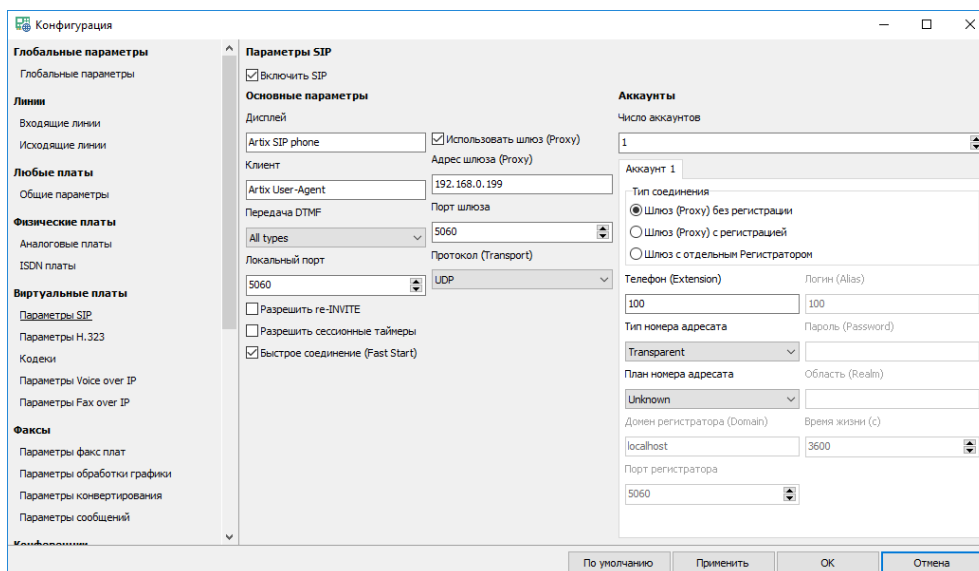 Конфигурация
Глобальные параметры
Глобальные параметры
Линии
Входящие линии
Исходящие линии
Любые платы
Общие параметры
Физические платы
Аналоговые платы
ISDN платы
Виртуальные платы
Параметры SIP
Параметры H.323
Кодеки
Параметры Voice over IP
Параметры Fax over IP
Факсы
Параметры факс плат
Параметры обработки графики
Параметры конвертирования
Параметры сообщений
Конференции
Параметры SIP
Включить SIP
Основные параметры
Дисплей
Artix SIP phone
Клиент
Artix User-Agent
Передача DTMF
All types
Локальный порт
5060
Разрешить re-INVITE
Разрешить сессионные таймеры
Быстрое соединение (Fast Start)
Использовать шлюз (Proxy)
Адрес шлюза (Proxy)
192.168.0.199
Порт шлюза
5060
Протокол (Transport)
UDP
Аккаунты
Число аккаунтов
1
Аккаунт 1
Тип соединения
Шлюз (Proxy) без регистрации
Шлюз (Proxy) с регистрацией
Шлюз с отдельным Регистратором
Телефон (Extension)
100
Логин (Alias)
100
Тип номера адресата
Transparent
Пароль (Password)
План номера адресата
Unknown
Область (Realm)
Домен регистратора (Domain)
localhost
Время жизни (с)
3600
Порт регистратора
5060
По умолчанию
Применить
OK
Отмена